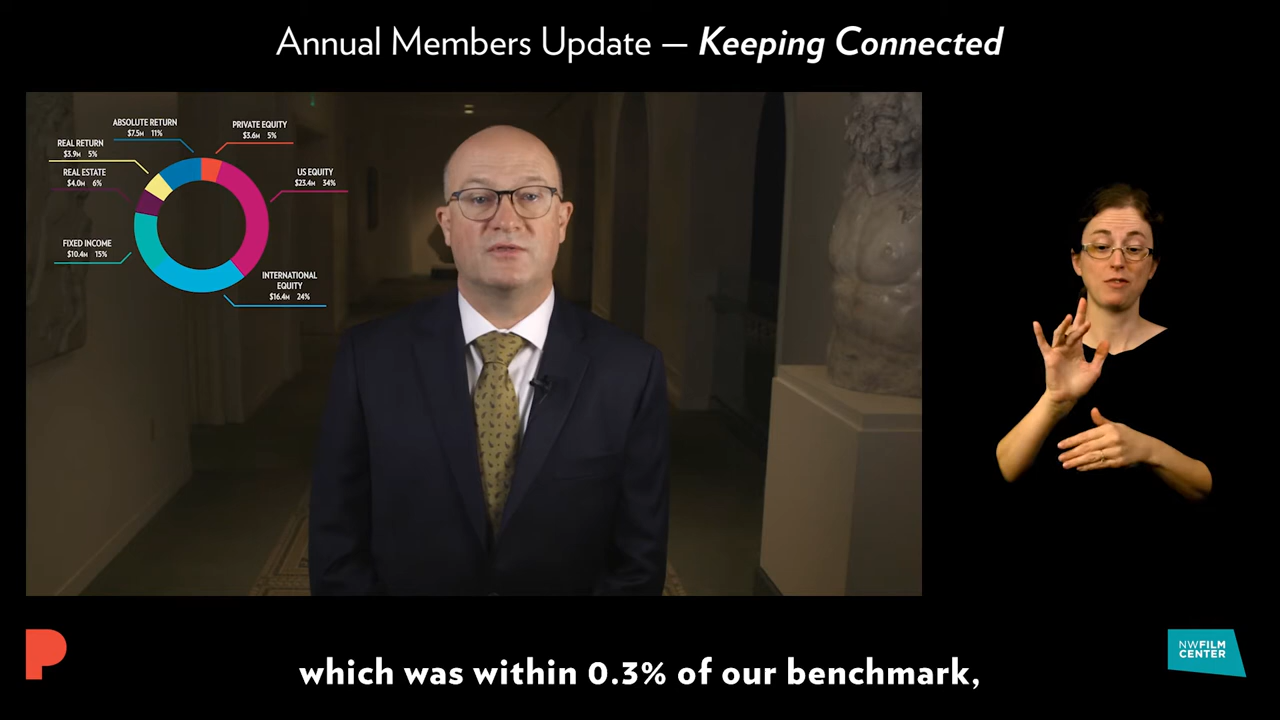 Annual Members Update — Keeping Connected
ABSOLUTE RETURN
$7.5M 11%
PRIVATE EQUITY
$3.6M 5%
REAL RETURN
$3.9M 5%
REAL ESTATE
$4.0M 6%
US EQUITY
$23.4M 34%
FIXED INCOME
$10.4M 15%
INTERNATIONAL
EQUITY
$16.4M 24%
P
NWFILM
CENTER
which was within 0.3% of our benchmark,